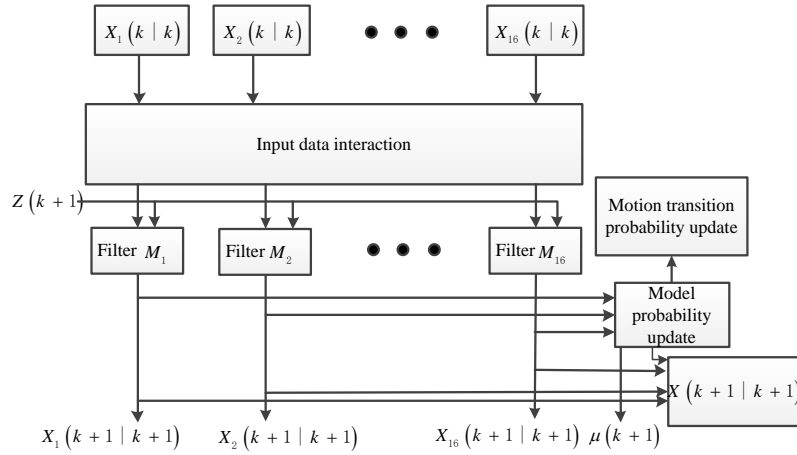 X₁(k | k)
X₂(k | k)
X₁₆(k | k)
Input data interaction
Z(k + 1)
Motion transition
probability update
Filter M₁
Filter M₂
Filter M₁₆
Model
probability
update
X(k + 1 | k + 1)
X₁(k + 1 | k + 1)
X₂(k + 1 | k + 1)
X₁₆(k + 1 | k + 1)
μ(k + 1)